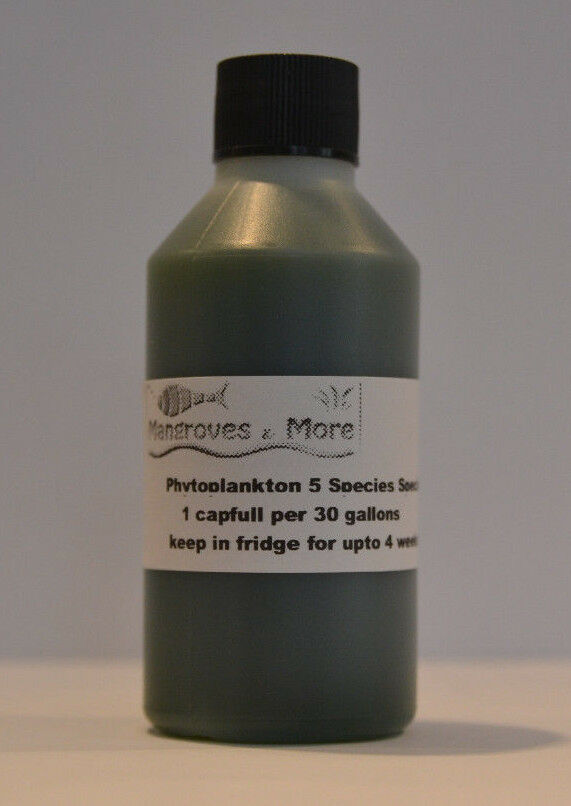 Mangroves & More
Phytoplankton 5 Species
1 capfull per 30 gallons
keep in fridge for upto 4